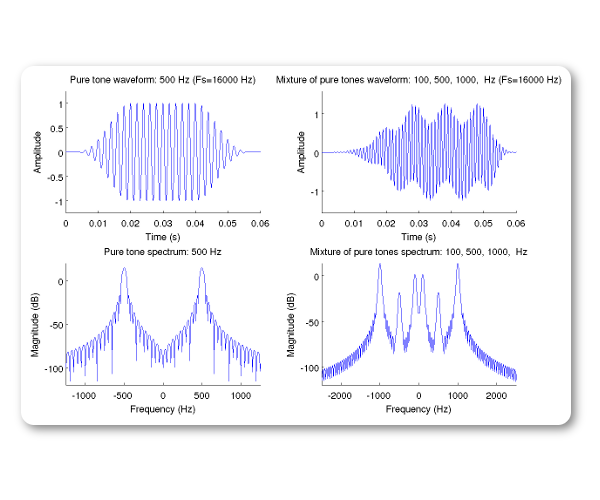 Pure tone waveform: 500 Hz (Fs=16000 Hz)
1
0.5
0
-0.5
-1
Amplitude
0 0.01 0.02 0.03 0.04 0.05 0.06
Time (s)
Mixture of pure tones waveform: 100, 500, 1000, Hz (Fs=16000 Hz)
1
0
-1
Amplitude
0 0.01 0.02 0.03 0.04 0.05 0.06
Time (s)
Pure tone spectrum: 500 Hz
0
-50
-100
Magnitude (dB)
-1000 -500 0 500 1000
Frequency (Hz)
Mixture of pure tones spectrum: 100, 500, 1000, Hz
0
-50
-100
Magnitude (dB)
-2000 -1000 0 1000 2000
Frequency (Hz)